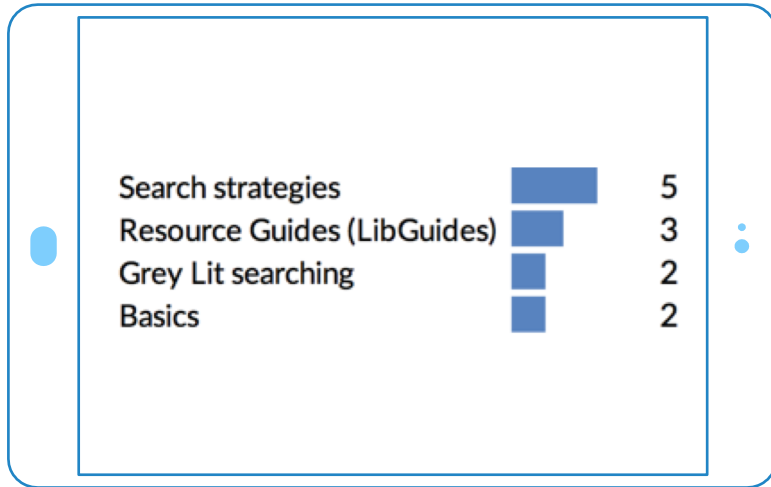 Search strategies 5
Resource Guides (LibGuides) 3
Grey Lit searching 2
Basics 2